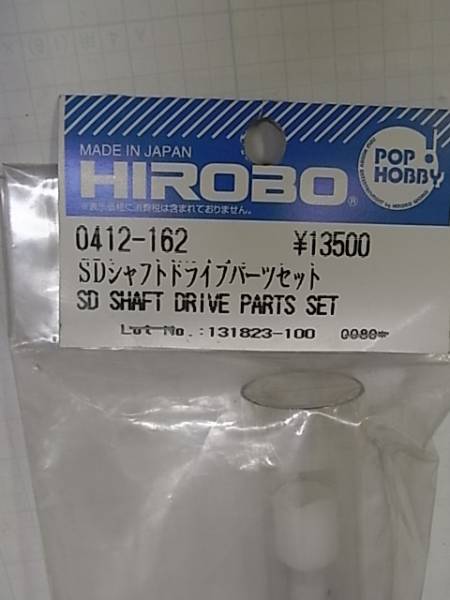 MADE IN JAPAN
HIROBO®
POP HOBBY
※表示価格に消費税は含まれておりません。
0412-162 ¥13500
SDシャフトドライブパーツセット
SD SHAFT DRIVE PARTS SET
Lot No.:131823-100